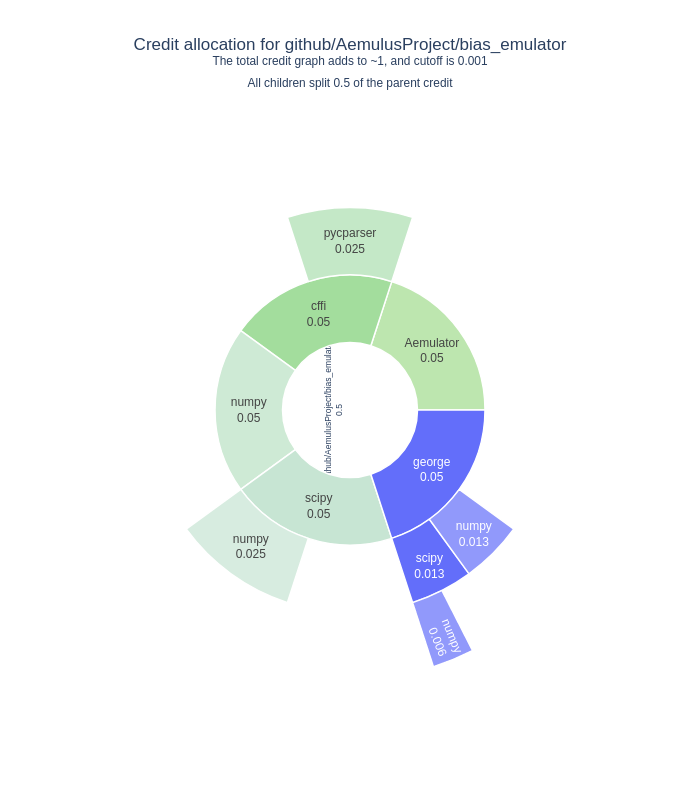 Credit allocation for github/AemulusProject/bias_emulator
The total credit graph adds to ~1, and cutoff is 0.001
All children split 0.5 of the parent credit
pycparser
0.025
cffi
0.05
Aemulator
0.05
numpy
0.05
0.5
george
0.05
scipy
0.05
numpy
0.025
numpy
0.013
scipy
0.013
numpy
0.006